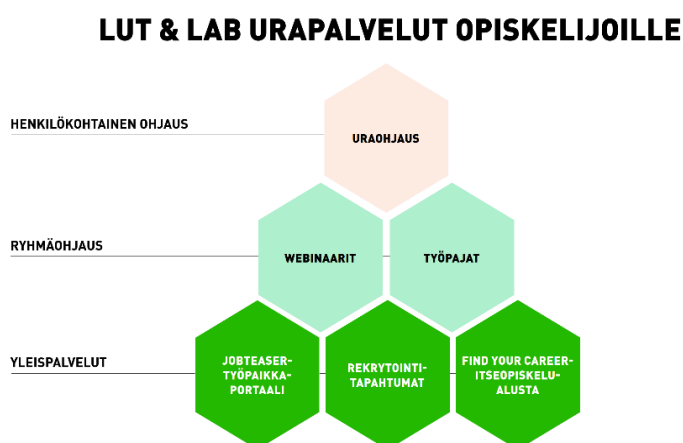 LUT & LAB URAPALVELUT OPISKELIJOILLE
HENKILÖKOHTAINEN OHJAUS
URAOHJAUS
RYHMÄOHJAUS
WEBINAARIT
TYÖPAJAT
YLEISPALVELUT
JOBTEASER-
TYÖPAIKKA-
PORTAALI
REKRYTOINTI-
TAPAHTUMAT
FIND YOUR CAREER-
ITSEOPISKELU-
ALUSTA